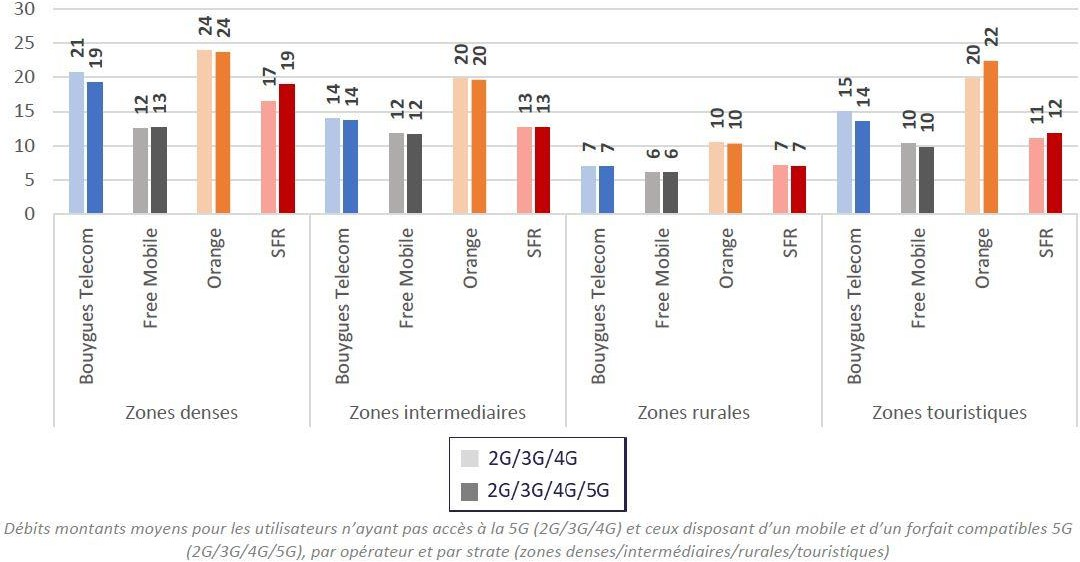 30
25
20
15
10
5
0
21 19 12 13 24 24 17 19 14 14 12 12 20 20 13 13 7 7 6 6 10 10 7 7 15 14 10 10 20 22 11 12
Bouygues Telecom Free Mobile Orange SFR Bouygues Telecom Free Mobile Orange SFR Bouygues Telecom Free Mobile Orange SFR Bouygues Telecom Free Mobile Orange SFR
Zones denses Zones intermediaires Zones rurales Zones touristiques
2G/3G/4G
2G/3G/4G/5G
Débits montants moyens pour les utilisateurs n’ayant pas accès à la 5G (2G/3G/4G) et ceux disposant d’un mobile et d’un forfait compatibles 5G
(2G/3G/4G/5G), par opérateur et par strate (zones denses/intermédiaires/rurales/touristiques)